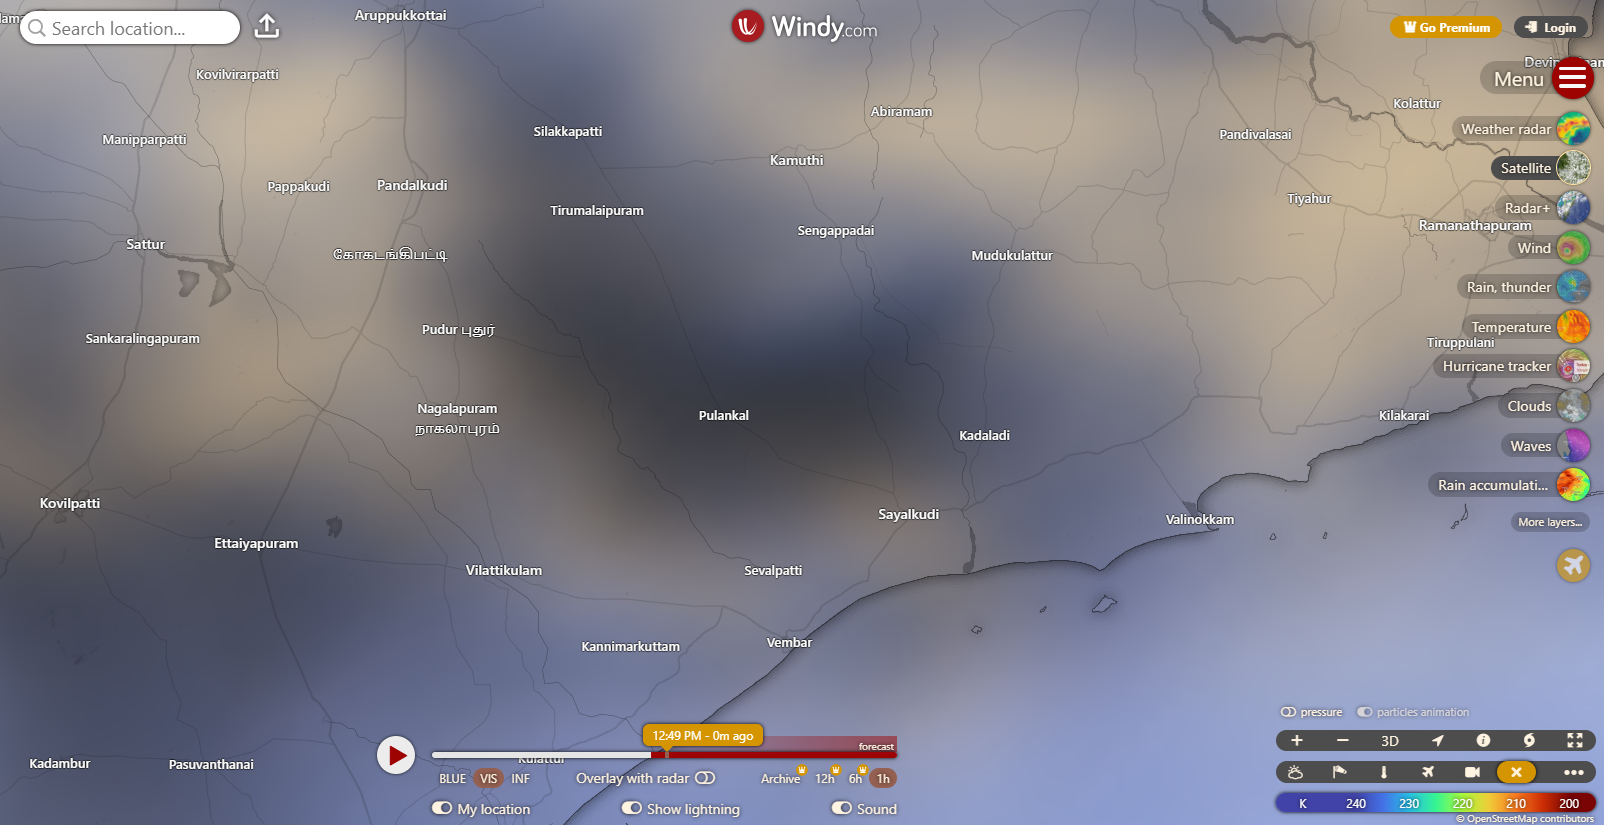 Aruppukkottai
Search location...
Windy.com
Go Premium
Login
Menu
Kovilvirarpatti
Kolattur
Abiramam
Weather radar
Silakkapatti
Pandivalasai
Manipparpatti
Kamuthi
Satellite
Pappakudi
Pandalkudi
Tiyahur
Tirumalaipuram
Radar+
Ramanathapuram
Sengappadai
Sattur
Wind
கோகடங்கிபட்டி
Mudukulattur
Rain, thunder
Pudur புதுர்
Temperature
Sankaralingapuram
Tiruppulani
Hurricane tracker
Nagalapuram
நாகலாபுரம்
Clouds
Pulankal
Kilakarai
Kadaladi
Waves
Rain accumulati...
Kovilpatti
Sayalkudi
Valinokkam
More layers...
Ettaiyapuram
Vilattikulam
Sevalpatti
Kannimarkuttam
Vembar
pressure
particles animation
12:49 PM - 0m ago
forecast
3D
Kadambur
Pasuvanthanai
Kulattur
BLUE VIS INF
Overlay with radar
Archive 12h 6h 1h
My location
Show lightning
Sound
K 240 230 220 210 200
© OpenStreetMap contributors